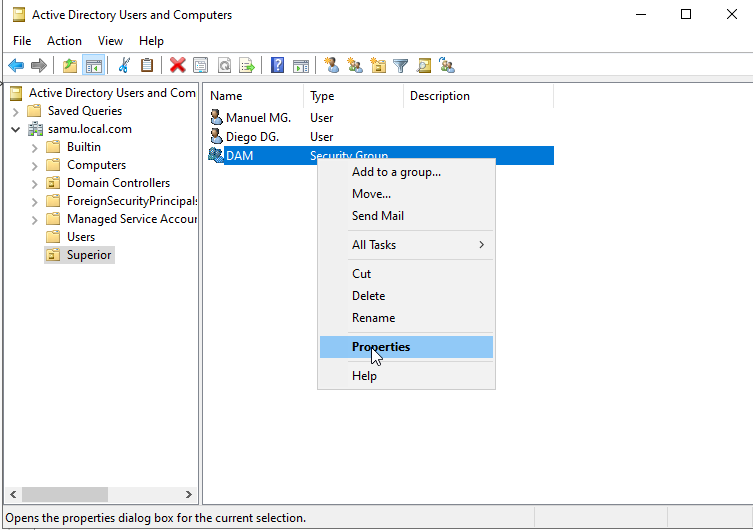 Active Directory Users and Computers
File Action View Help
Active Directory Users and Com
Saved Queries
samu.local.com
Builtin
Computers
Domain Controllers
ForeignSecurityPrincipals
Managed Service Accour
Users
Superior
Name Type Description
Manuel MG. User
Diego DG. User
DAM Security Group
Add to a group...
Move...
Send Mail
All Tasks
Cut
Delete
Rename
Properties
Help
Opens the properties dialog box for the current selection.